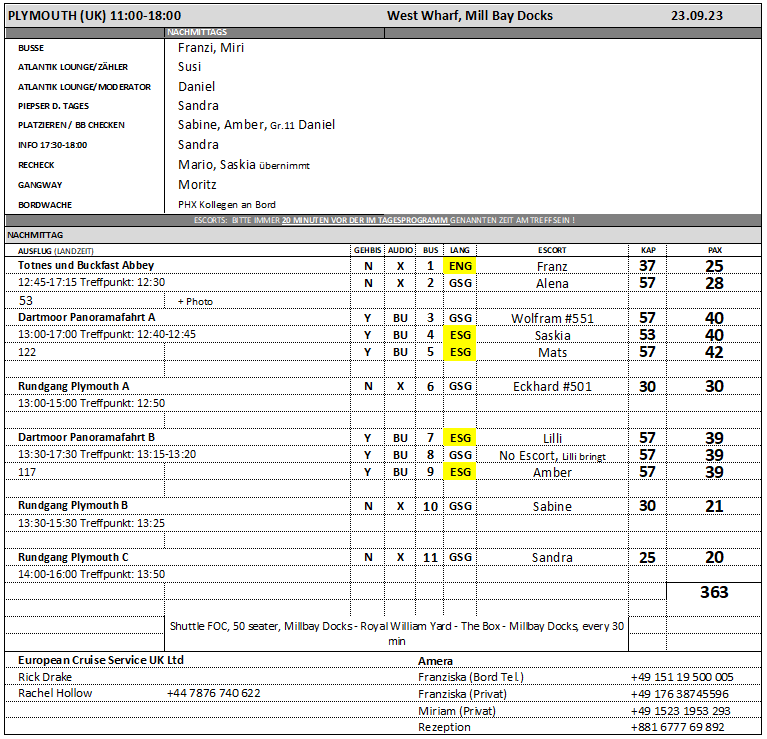 PLYMOUTH (UK) 11:00-18:00 West Wharf, Mill Bay Docks 23.09.23
NACHMITTAGS
BUSSE Franzi, Miri
ATLANTIK LOUNGE/ZÄHLER Susi
ATLANTIK LOUNGE/MODERATOR Daniel
PIEPSER D. TAGES Sandra
PLATZIEREN / BB CHECKEN Sabine, Amber, Gr.11 Daniel
INFO 17:30-18:00 Sandra
RECHECK Mario, Saskia übernimmt
GANGWAY Moritz
BORDWACHE PHX Kollegen an Bord
ESCORTS: BITTE IMMER 20 MINUTEN VOR DER IM TAGESPROGRAMM GENANNTEN ZEIT AM TREFF SEIN !
NACHMITTAG
AUSFLUG (LANDZEIT) GEHBIS AUDIO BUS LANG ESCORT KAP PAX
Totnes und Buckfast Abbey N X 1 ENG Franz 37 25
12:45-17:15 Treffpunkt: 12:30 N X 2 GSG Alena 57 28
53 + Photo
Dartmoor Panoramafahrt A Y BU 3 GSG Wolfram #551 57 40
13:00-17:00 Treffpunkt: 12:40-12:45 Y BU 4 ESG Saskia 53 40
122 Y BU 5 ESG Mats 57 42
Rundgang Plymouth A N X 6 GSG Eckhard #501 30 30
13:00-15:00 Treffpunkt: 12:50
Dartmoor Panoramafahrt B Y BU 7 ESG Lilli 57 39
13:30-17:30 Treffpunkt: 13:15-13:20 Y BU 8 GSG No Escort, Lilli bringt 57 39
117 Y BU 9 ESG Amber 57 39
Rundgang Plymouth B N X 10 GSG Sabine 30 21
13:30-15:30 Treffpunkt: 13:25
Rundgang Plymouth C N X 11 GSG Sandra 25 20
14:00-16:00 Treffpunkt: 13:50
363
Shuttle FOC, 50 seater, Millbay Docks - Royal William Yard - The Box - Millbay Docks, every 30
min
European Cruise Service UK Ltd Amera
Rick Drake Franziska (Bord Tel.) +49 151 19 500 005
Rachel Hollow +44 7876 740 622 Franziska (Privat) +49 176 38745596
Miriam (Privat) +49 1523 1953 293
Rezeption +881 6777 69 892